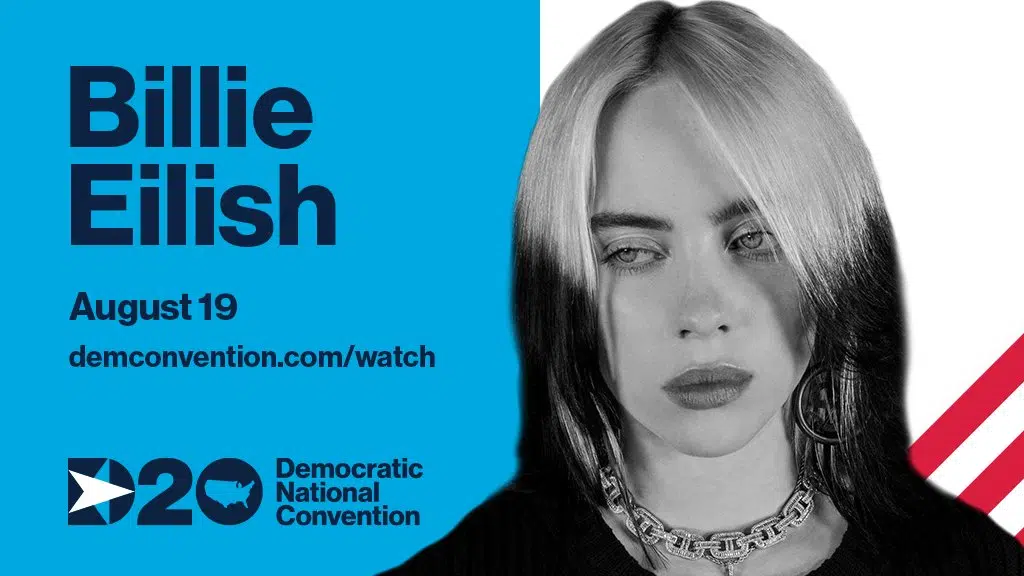 Billie
Eilish
August 19
demconvention.com/watch
D20
Democratic
National
Convention